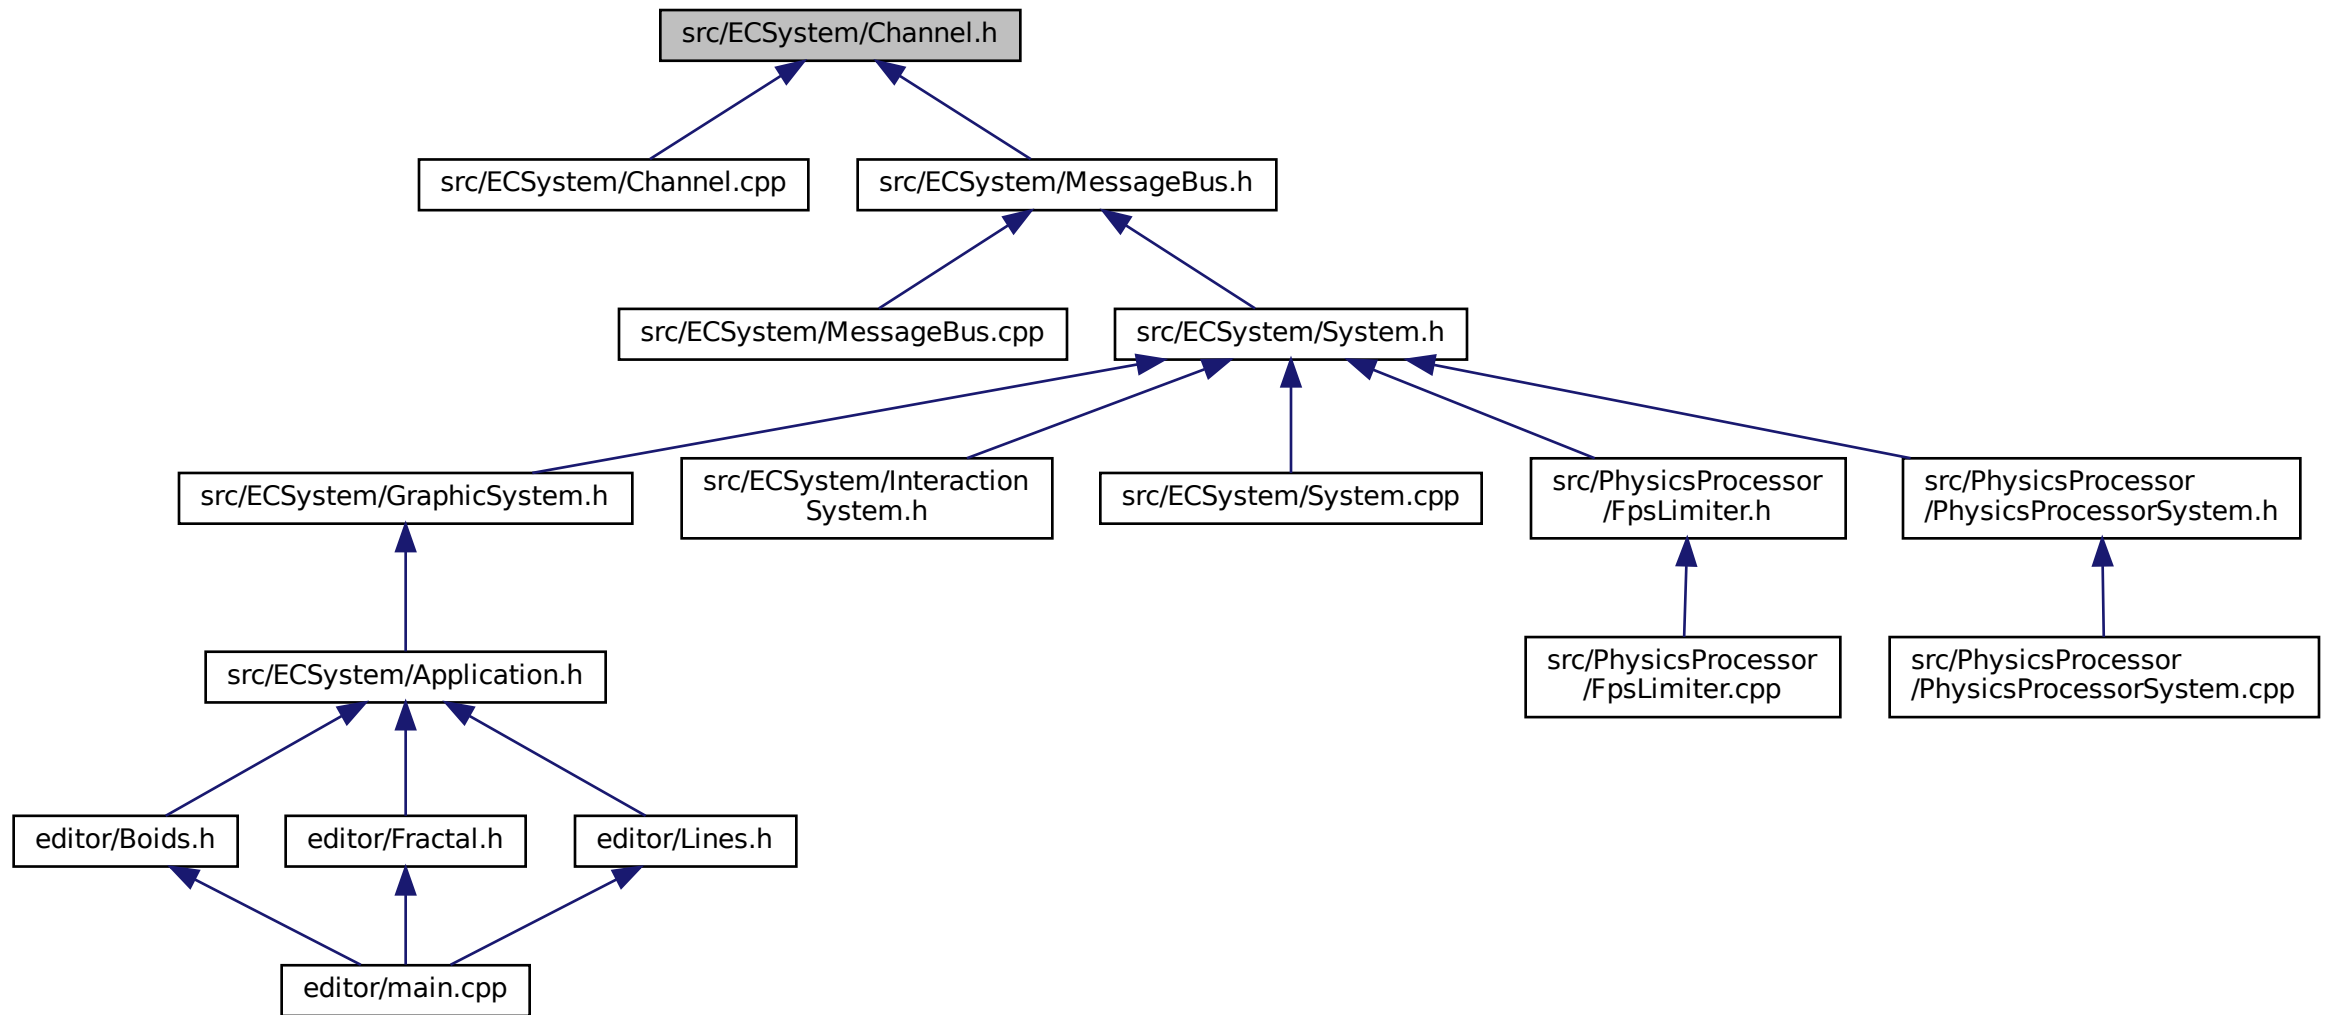 src/ECSystem/Channel.h
src/ECSystem/Channel.cpp
src/ECSystem/MessageBus.h
src/ECSystem/MessageBus.cpp
src/ECSystem/System.h
src/ECSystem/GraphicSystem.h
src/ECSystem/Interaction
System.h
src/ECSystem/System.cpp
src/PhysicsProcessor
/FpsLimiter.h
src/PhysicsProcessor
/PhysicsProcessorSystem.h
src/ECSystem/Application.h
src/PhysicsProcessor
/FpsLimiter.cpp
src/PhysicsProcessor
/PhysicsProcessorSystem.cpp
editor/Boids.h
editor/Fractal.h
editor/Lines.h
editor/main.cpp